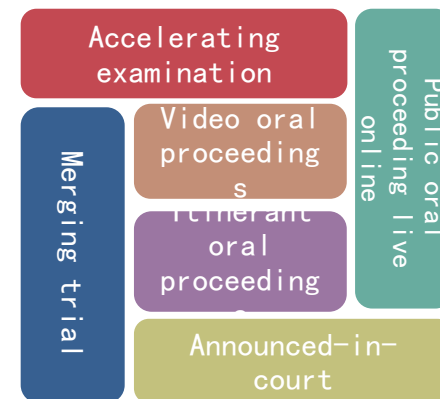 Accelerating
examination
Public oral
proceeding live
online
Merging trial
Video oral
proceeding
s
Itinerant
oral
proceeding
s
Announced-in-
court